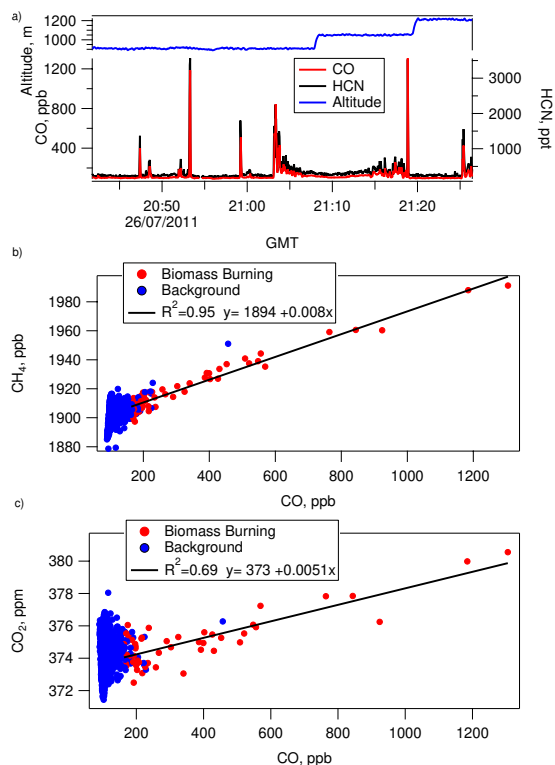 a)
1200
1000
Altitude, m
1200
800
400
CO, ppb
3000
2000
1000
HCN, ppt
CO
HCN
Altitude
20:50
21:00
21:10
21:20
26/07/2011
GMT
b)
Biomass Burning
Background
R²=0.95 y= 1894 +0.008x
1980
1960
1940
1920
1900
1880
CH₄, ppb
200
400
600
800
1000
1200
CO, ppb
c)
Biomass Burning
Background
R²=0.69 y= 373 +0.0051x
380
378
376
374
372
CO₂, ppm
200
400
600
800
1000
1200
CO, ppb